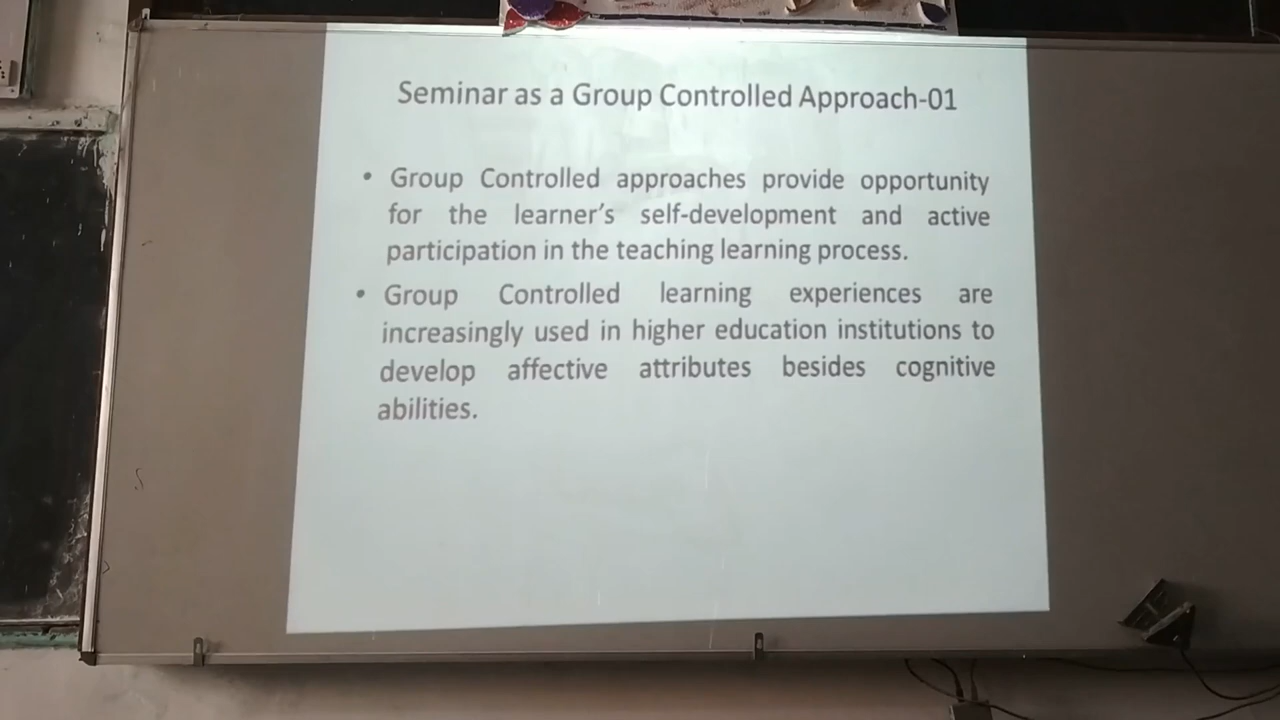 Seminar as a Group Controlled Approach-01
• Group Controlled approaches provide opportunity
for the learner's self-development and active
participation in the teaching learning process.
• Group Controlled learning experiences are
increasingly used in higher education institutions to
develop affective attributes besides cognitive
abilities.